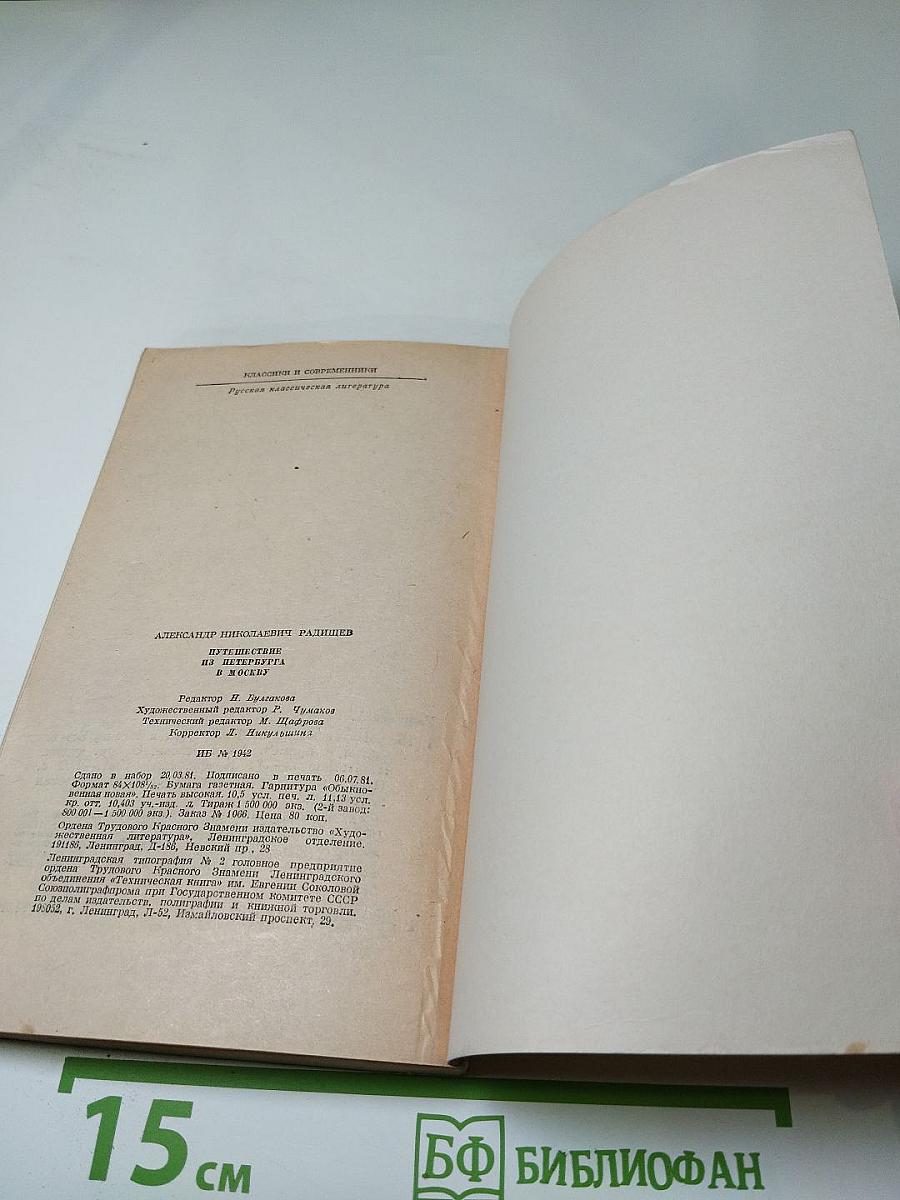 КЛАССИКИ И СОВРЕМЕННИКИ
Русская классическая литература
АЛЕКСАНДР НИКОЛАЕВИЧ РАДИЩЕВ
ПУТЕШЕСТВИЕ
ИЗ ПЕТЕРБУРГА
В МОСКВУ
Редактор Н. Булгакова
Художественный редактор Р. Чумаков
Технический редактор М. Шафрова
Корректор Л. Никульшина
ИБ № 1942
Сдано в набор 20.03.81. Подписано в печать 06.07.81.
Формат 84×108¹/₃₂. Бумага газетная. Гарнитура «Обыкно-
венная новая». Печать высокая. 10,5 усл. печ. л. 11,13 усл.
кр. отт. 10,403 уч.-изд. л. Тираж 1 500 000 экз. (2-й завод:
800 001—1 500 000 экз.). Заказ № 1066. Цена 80 коп.
Ордена Трудового Красного Знамени издательство «Худо-
жественная литература», Ленинградское отделение.
191186, Ленинград, Д-186, Невский пр., 28
Ленинградская типография № 2 головное предприятие
ордена Трудового Красного Знамени Ленинградского
объединения «Техническая книга» им. Евгении Соколовой
Союзполиграфпрома при Государственном комитете СССР
по делам издательств, полиграфии и книжной торговли.
198052, г. Ленинград, Л-52, Измайловский проспект, 29.
15 см
БФ БИБЛИОФАН